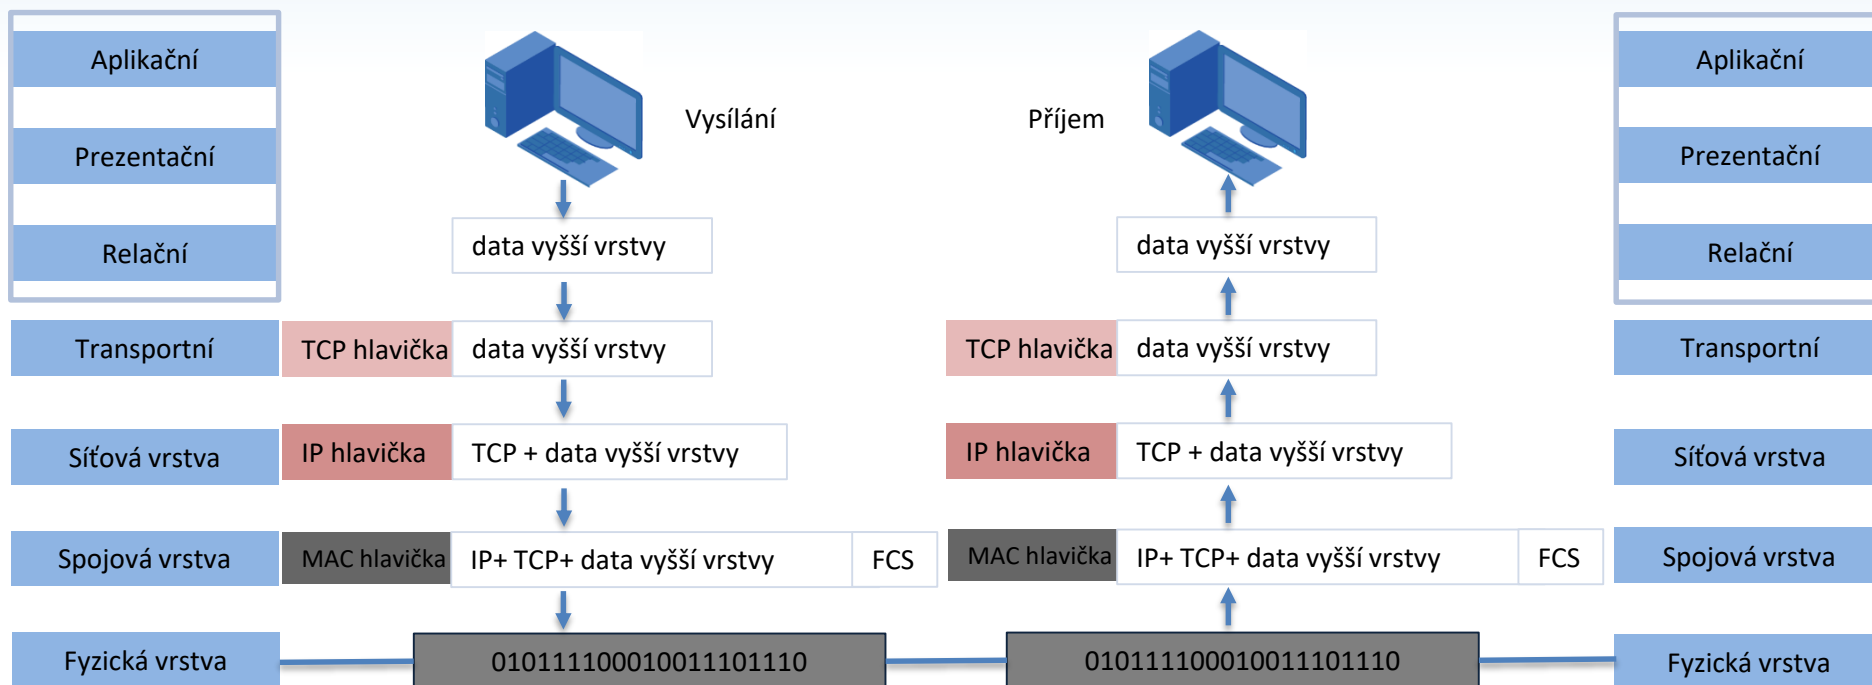 Aplikační
Aplikační
Vysílání
Příjem
Prezentační
Prezentační
Relační
data vyšší vrstvy
data vyšší vrstvy
Relační
Transportní
TCP hlavička
data vyšší vrstvy
TCP hlavička
data vyšší vrstvy
Transportní
Síťová vrstva
IP hlavička
TCP + data vyšší vrstvy
IP hlavička
TCP + data vyšší vrstvy
Síťová vrstva
Spojová vrstva
MAC hlavička
IP+ TCP+ data vyšší vrstvy
FCS
MAC hlavička
IP+ TCP+ data vyšší vrstvy
FCS
Spojová vrstva
Fyzická vrstva
010111100010011101110
010111100010011101110
Fyzická vrstva